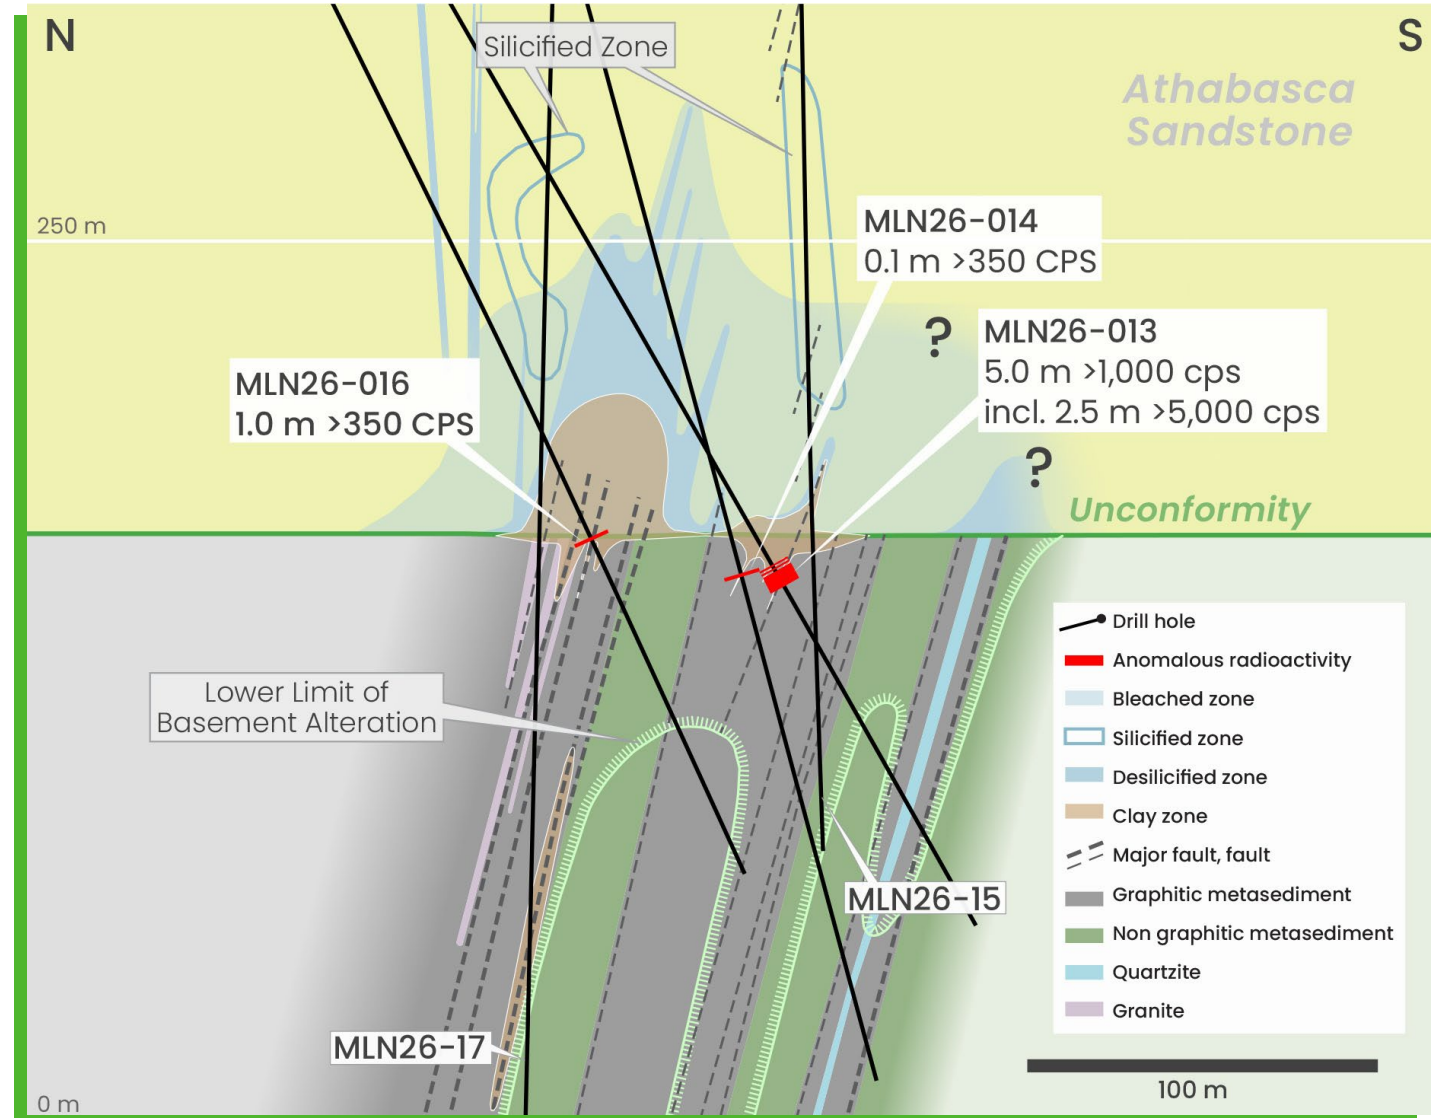 N
S
Silicified Zone
Athabasca
Sandstone
250 m
MLN26-014
0.1 m >350 CPS
?
MLN26-013
5.0 m >1,000 cps
incl. 2.5 m >5,000 cps
MLN26-016
1.0 m >350 CPS
?
Unconformity
Lower Limit of
Basement Alteration
MLN26-15
MLN26-17
0 m
Drill hole
Anomalous radioactivity
Bleached zone
Silicified zone
Desilicified zone
Clay zone
Major fault, fault
Graphitic metasediment
Non graphitic metasediment
Quartzite
Granite
100 m